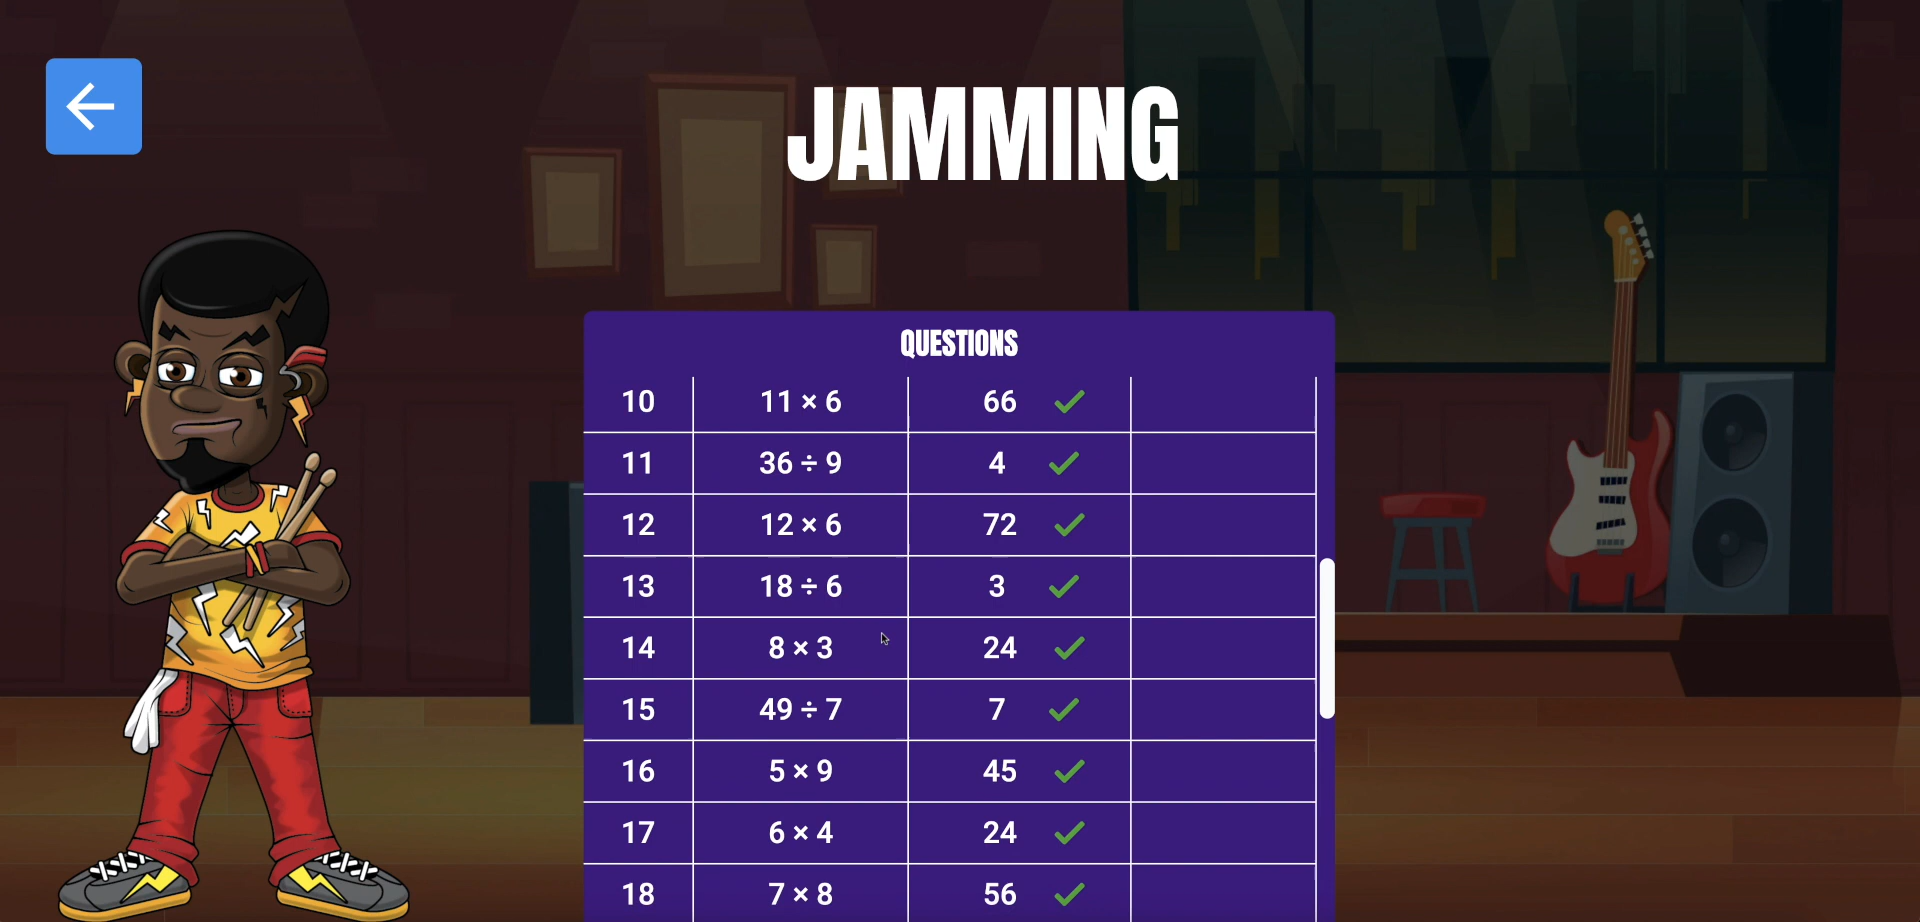 JAMMING
QUESTIONS
10 11 × 6 66
11 36 ÷ 9 4
12 12 × 6 72
13 18 ÷ 6 3
14 8 × 3 24
15 49 ÷ 7 7
16 5 × 9 45
17 6 × 4 24
18 7 × 8 56